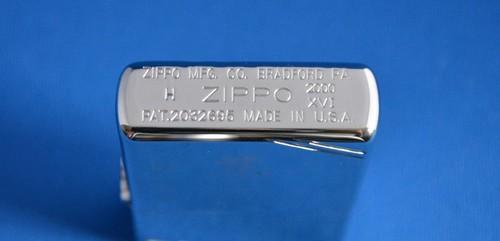 ZIPPO MFG. CO. BRADFORD PA.
H ZIPPO 2000
XVI
PAT.2032695 MADE IN U.S.A.